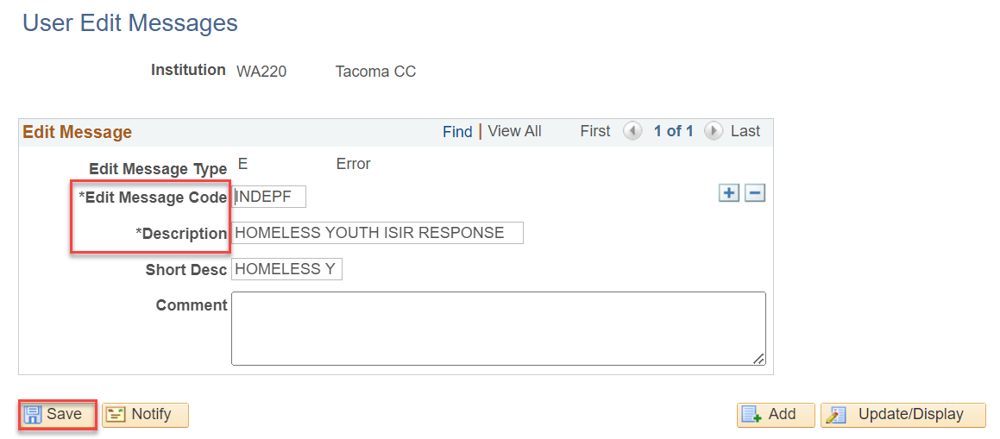 User Edit Messages
Institution WA220 Tacoma CC
Edit Message Find | View All First 1 of 1 Last
Edit Message Type E Error
*Edit Message Code INDEPF
*Description HOMELESS YOUTH ISIR RESPONSE
Short Desc HOMELESS Y
Comment
Save Notify Add Update/Display